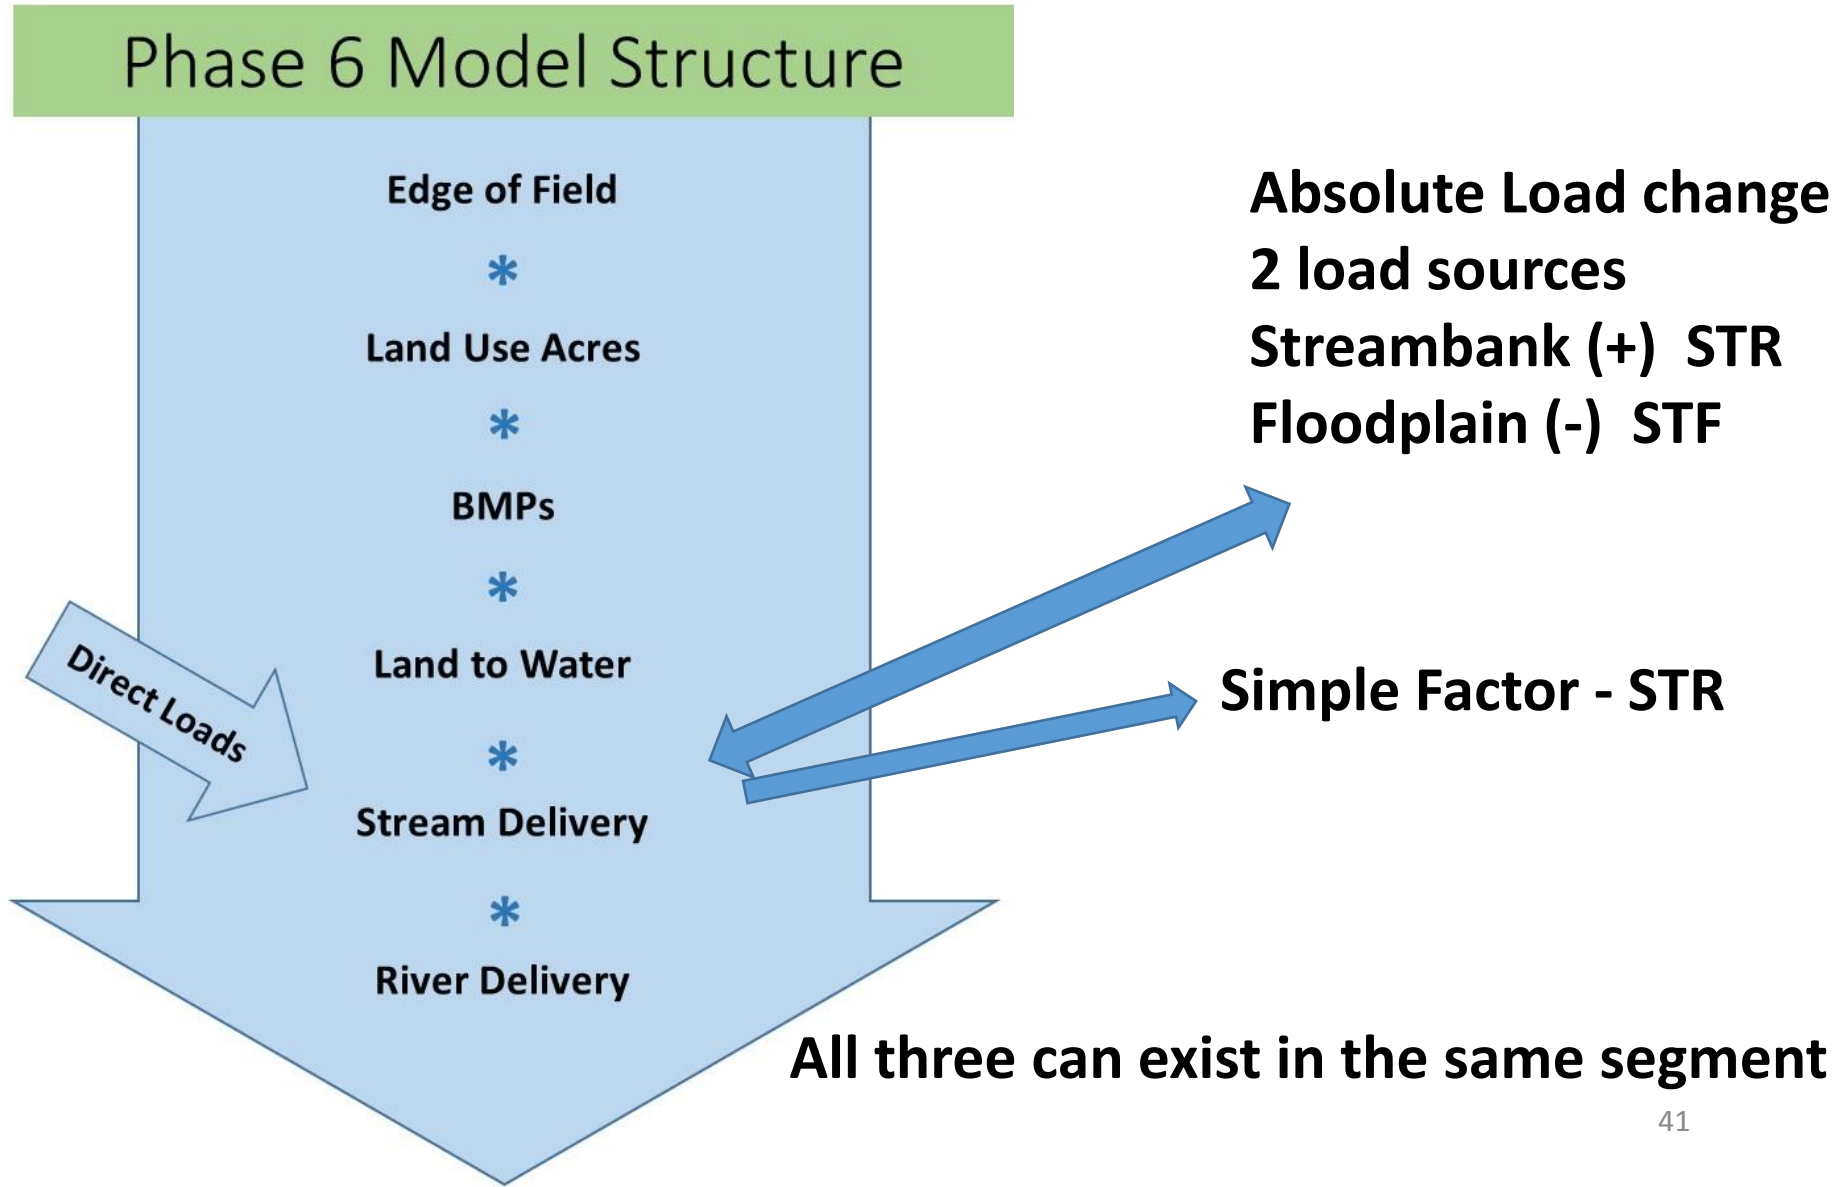 Phase 6 Model Structure
Edge of Field
*
Land Use Acres
*
BMPs
*
Land to Water
*
Stream Delivery
*
River Delivery
Direct Loads
Absolute Load change
2 load sources
Streambank (+) STR
Floodplain (-) STF
Simple Factor - STR
All three can exist in the same segment
41